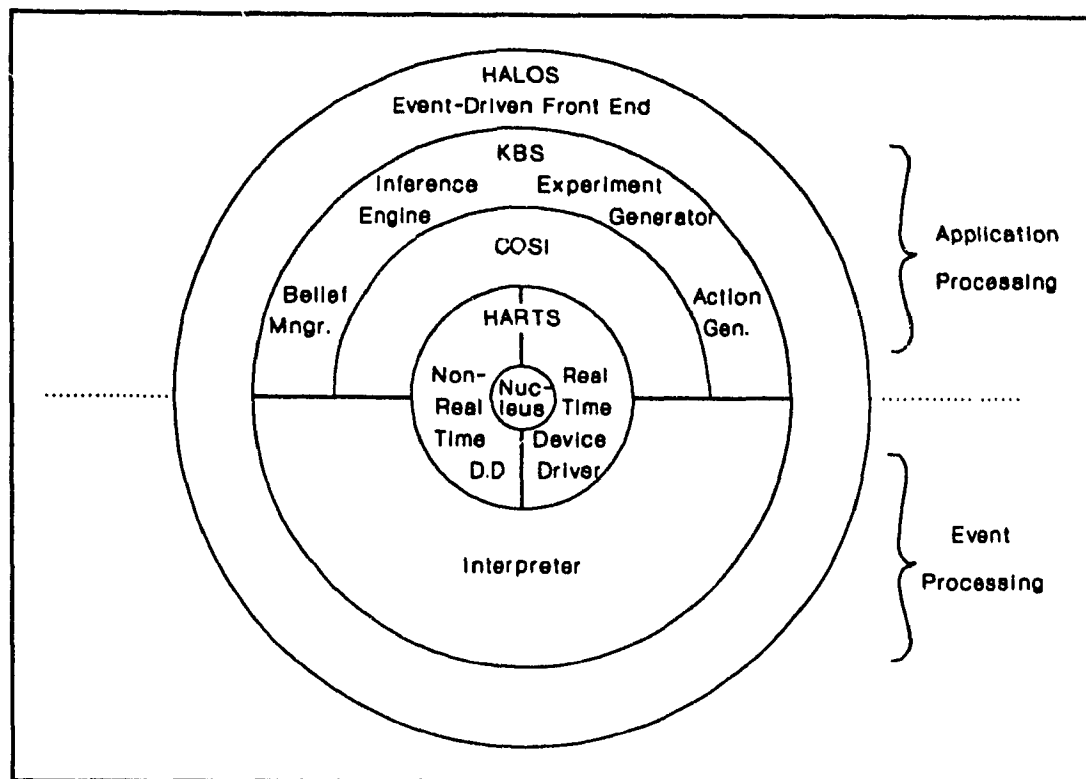 HALOS
Event-Driven Front End
KBS
Inference Engine
Experiment Generator
COSI
Belief Mngr.
Action Gen.
HARTS
Nuc-
leus
Non-
Real
Time
D.D
Real
Time
Device
Driver
Interpreter
Application
Processing
Event
Processing